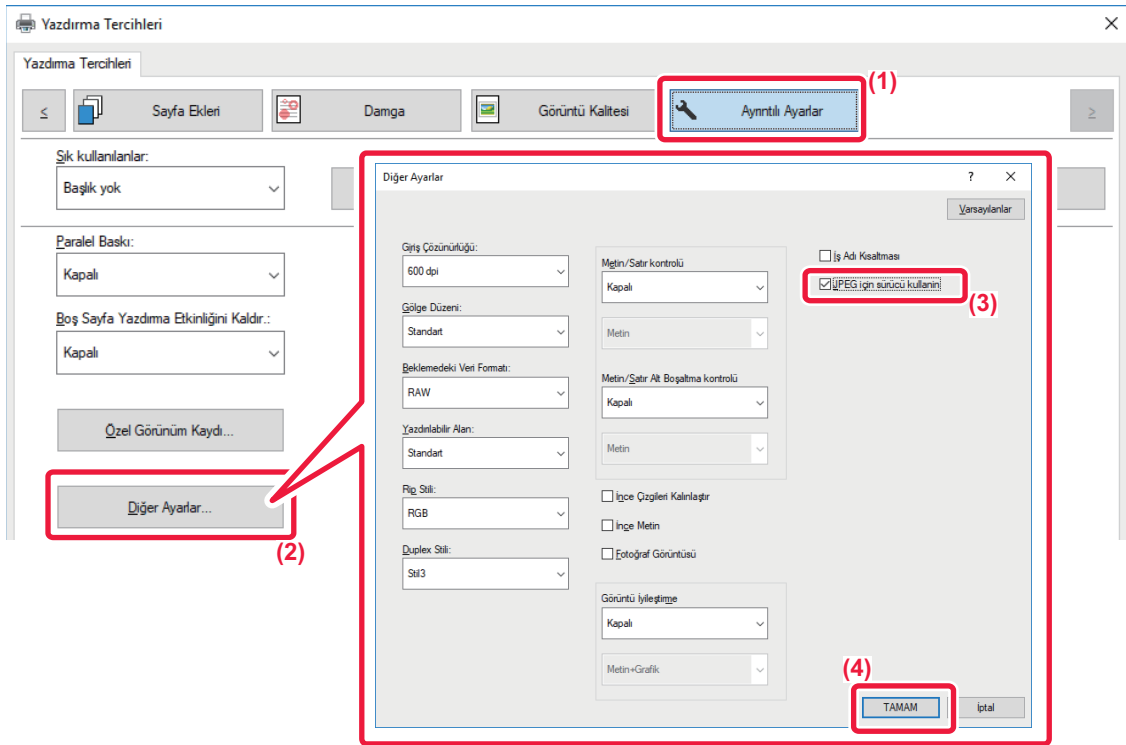 Yazdırma Tercihleri
Yazdırma Tercihleri
(1)
<
Sayfa Ekleri
Damga
Görüntü Kalitesi
Ayrıntılı Ayarlar
>
Sık kullanılanlar:
Başlık yok
Paralel Baskı:
Kapalı
Boş Sayfa Yazdırma Etkinliğini Kaldır.:
Kapalı
Özel Görünüm Kaydı...
Diğer Ayarlar...
(2)
Diğer Ayarlar
?
Varsayılanlar
Giriş Çözünürlüğü:
600 dpi
Gölge Düzeni:
Standart
Beklemedeki Veri Formatı:
RAW
Yazdırılabilir Alan:
Standart
Rip Stili:
RGB
Duplex Stili:
Stil3
Metin/Satır kontrolü
Kapalı
Metin
Metin/Satır Alt Boşaltma kontrolü
Kapalı
Metin
İnce Çizgileri Kalınlaştır
İnce Metin
Fotoğraf Görüntüsü
Görüntü İyileştirme
Kapalı
Metin+Grafik
İş Adı Kısaltması
JPEG için sürücü kullanin
(3)
(4)
TAMAM
İptal